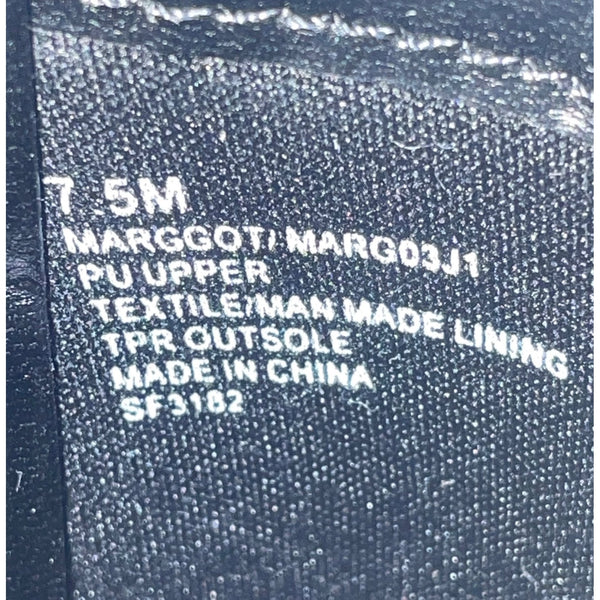 7.5M
MARGGOT/ MARG03J1
PU UPPER
TEXTILE/MAN MADE LINING
TPR OUTSOLE
MADE IN CHINA
SF3182